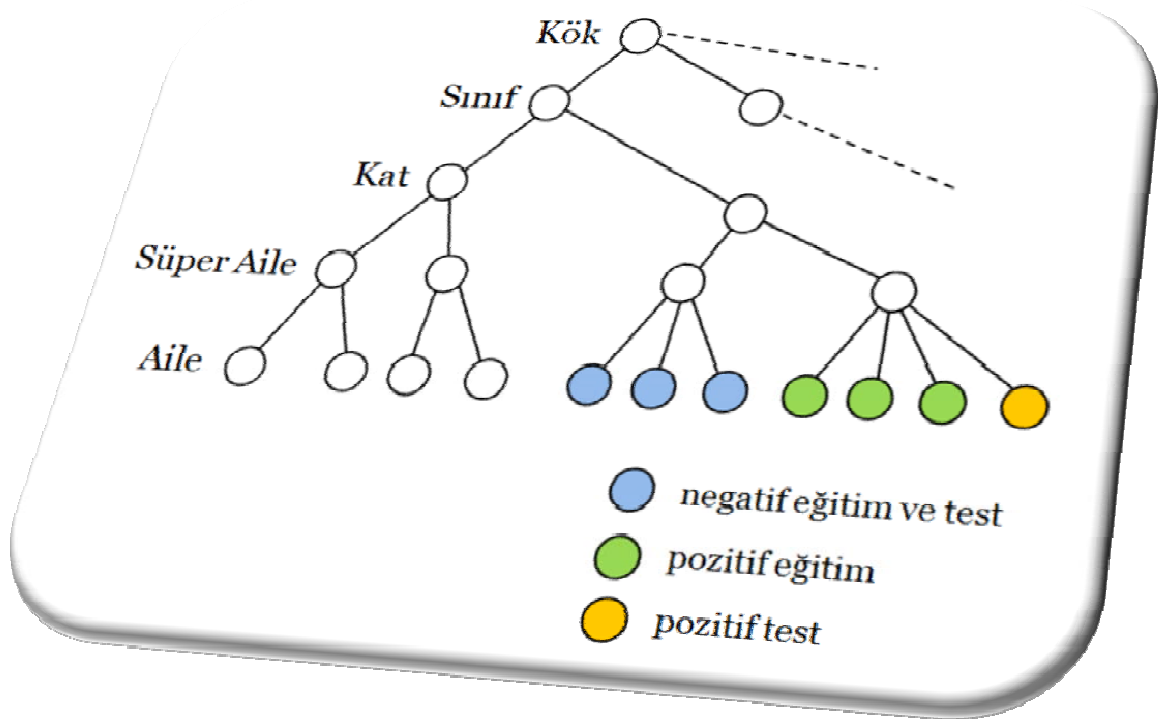 Kök
Sınıf
Kat
Süper Aile
Aile
negatif eğitim ve test
pozitif eğitim
pozitif test